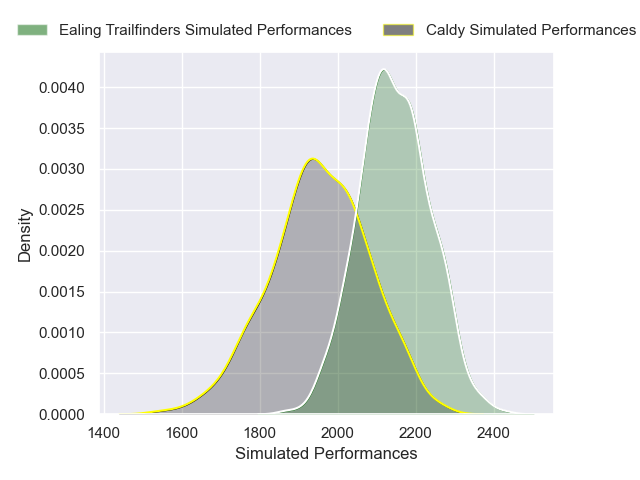 Ealing Trailfinders Simulated Performances Caldy Simulated Performances
0.0040
0.0035
0.0030
0.0025
0.0020
0.0015
0.0010
0.0005
0.0000
Density
1400 1600 1800 2000 2200 2400
Simulated Performances